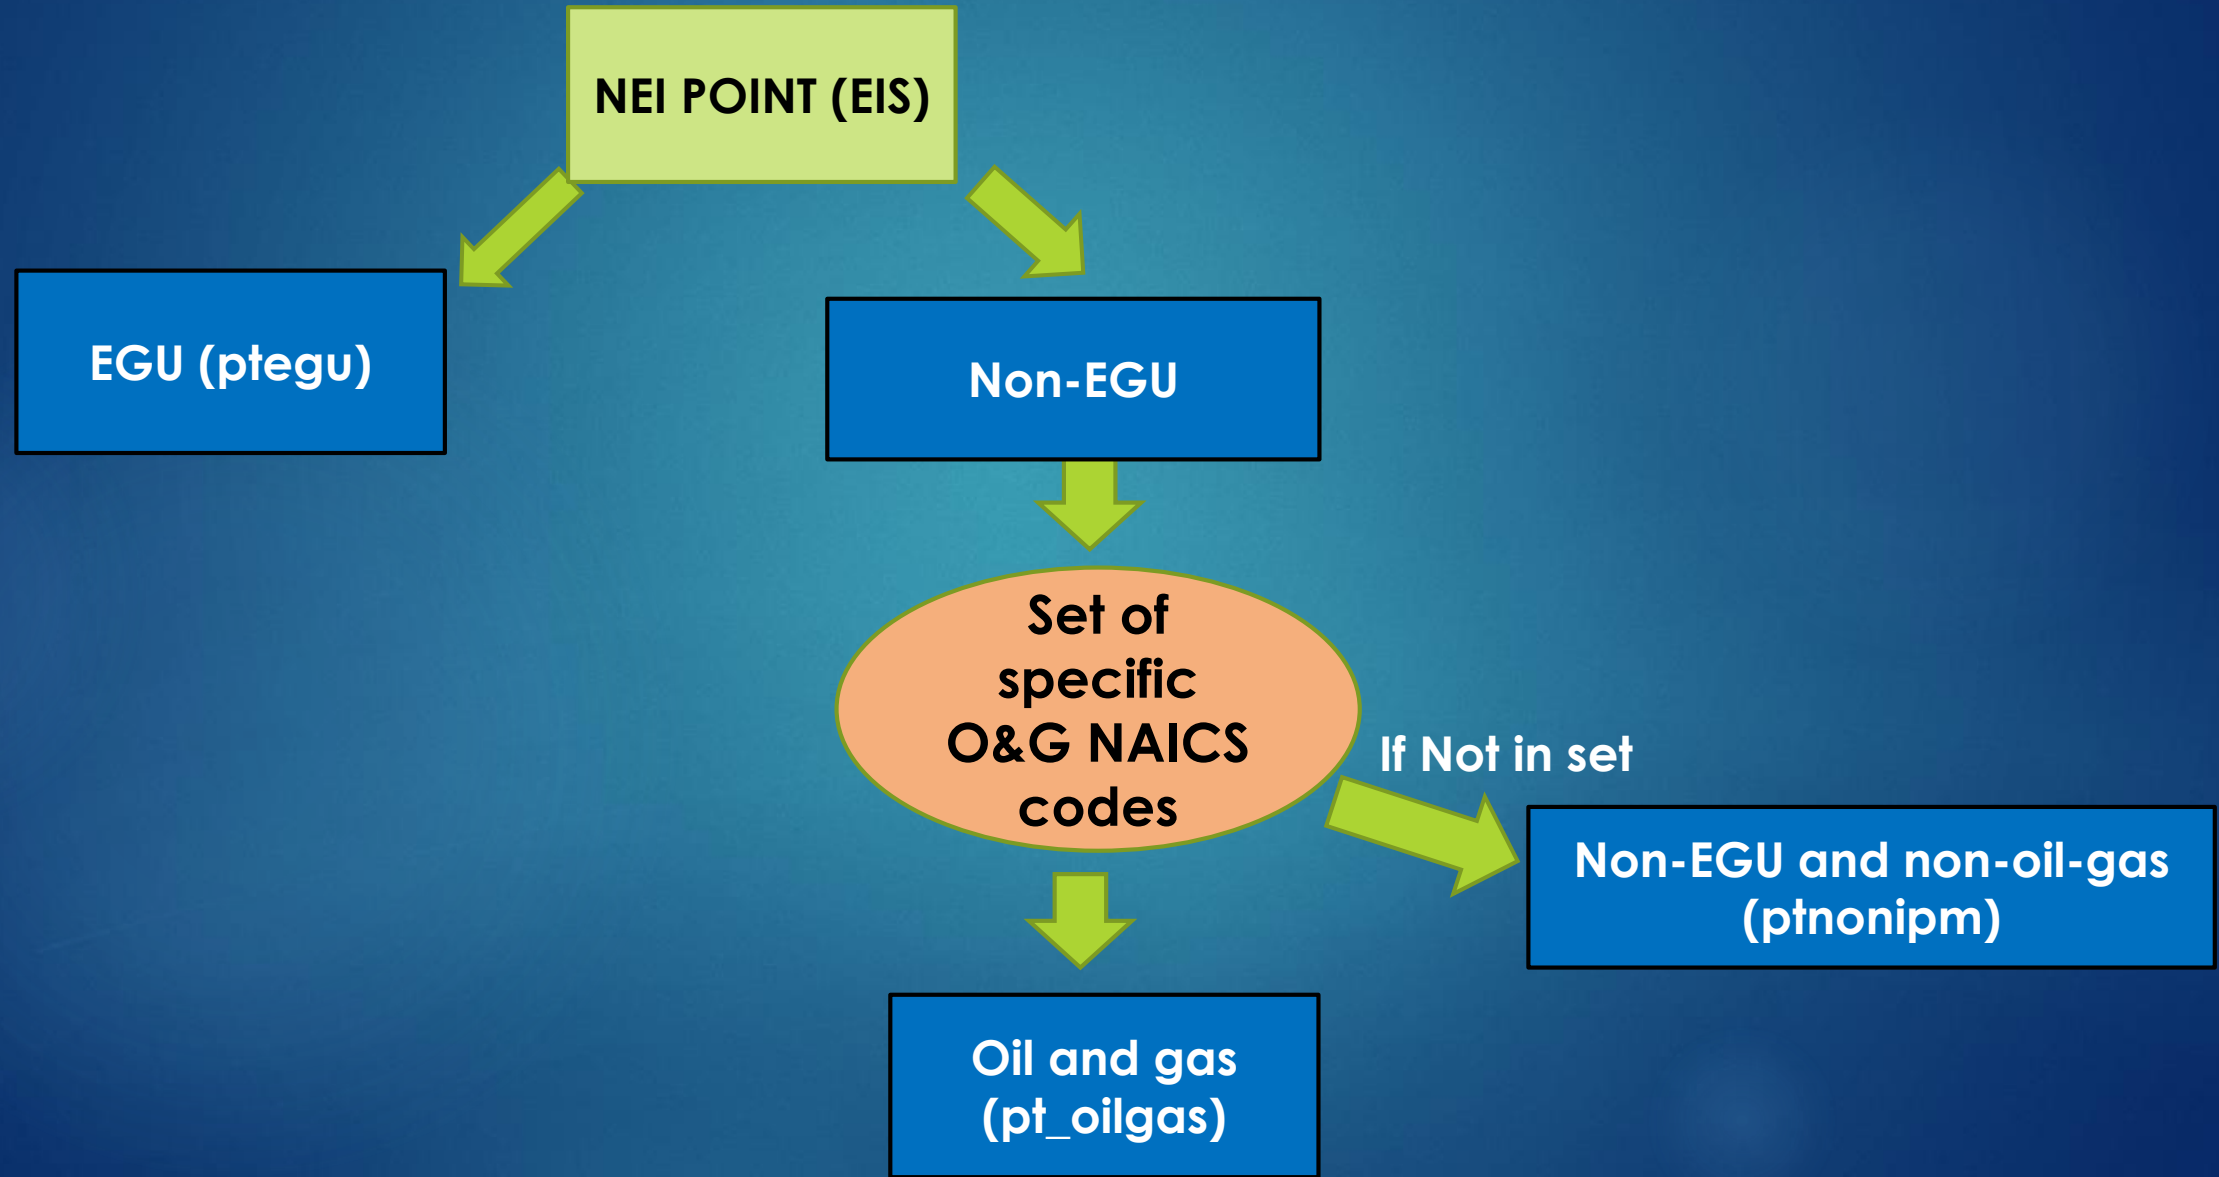 NEI POINT (EIS)
EGU (ptegu)
Non-EGU
Set of
specific
O&G NAICS
codes
If Not in set
Non-EGU and non-oil-gas
(ptnonipm)
Oil and gas
(pt_oilgas)